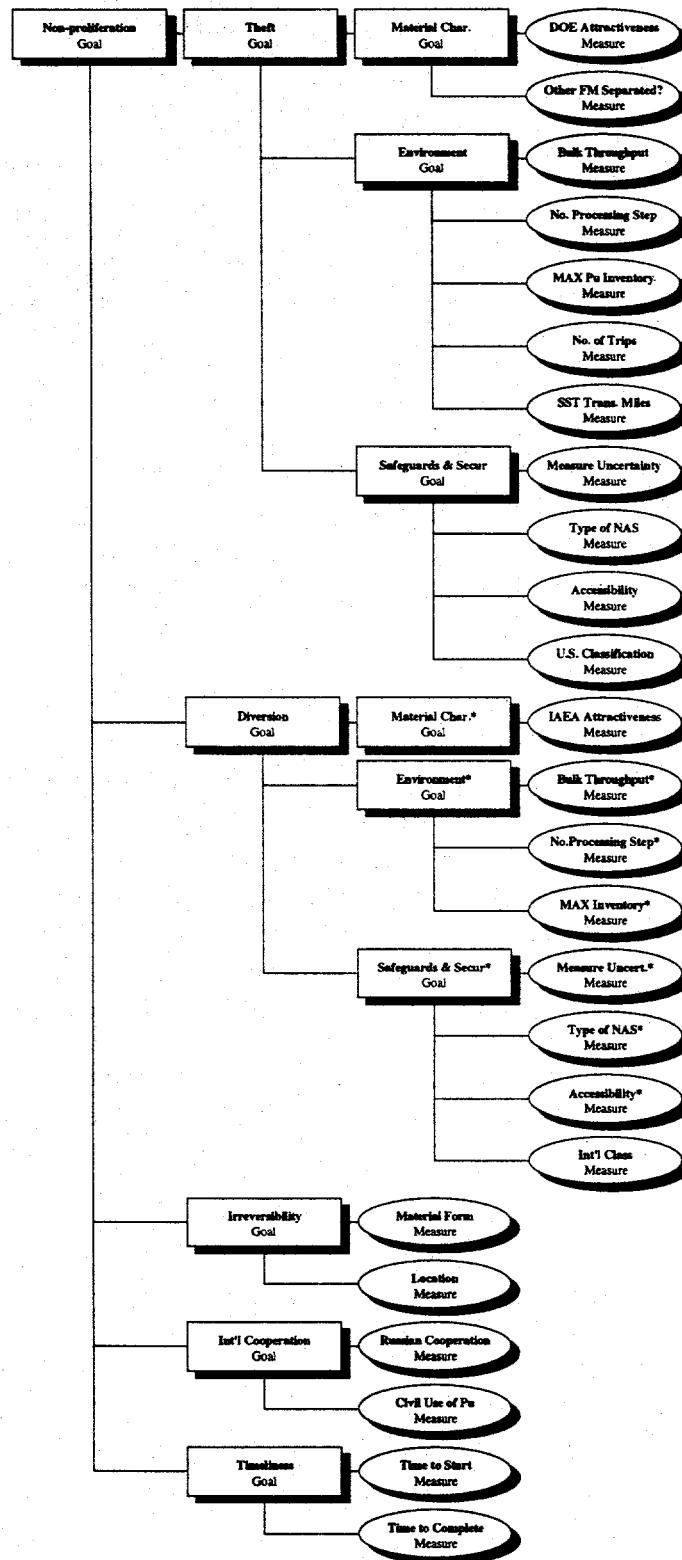 Non-proliferation
Goal
Theft
Goal
Material Char.
Goal
DOE Attractiveness
Measure
Other FM Separated?
Measure
Environment
Goal
Bulk Throughput
Measure
No. Processing Step
Measure
MAX Pu Inventory.
Measure
No. of Trips
Measure
SST Trans. Miles
Measure
Safeguards & Secur
Goal
Measure Uncertainty
Measure
Type of NAS
Measure
Accessibility
Measure
U.S. Classification
Measure
Diversion
Goal
Material Char.*
Goal
IAEA Attractiveness
Measure
Environment*
Goal
Bulk Throughput*
Measure
No.Processing Step*
Measure
MAX Inventory*
Measure
Safeguards & Secur*
Goal
Measure Uncert.*
Measure
Type of NAS*
Measure
Accessibility*
Measure
Int'l Class
Measure
Irreversibility
Goal
Material Form
Measure
Location
Measure
Int'l Cooperation
Goal
Russian Cooperation
Measure
Civil Use of Pu
Measure
Timeliness
Goal
Time to Start
Measure
Time to Complete
Measure